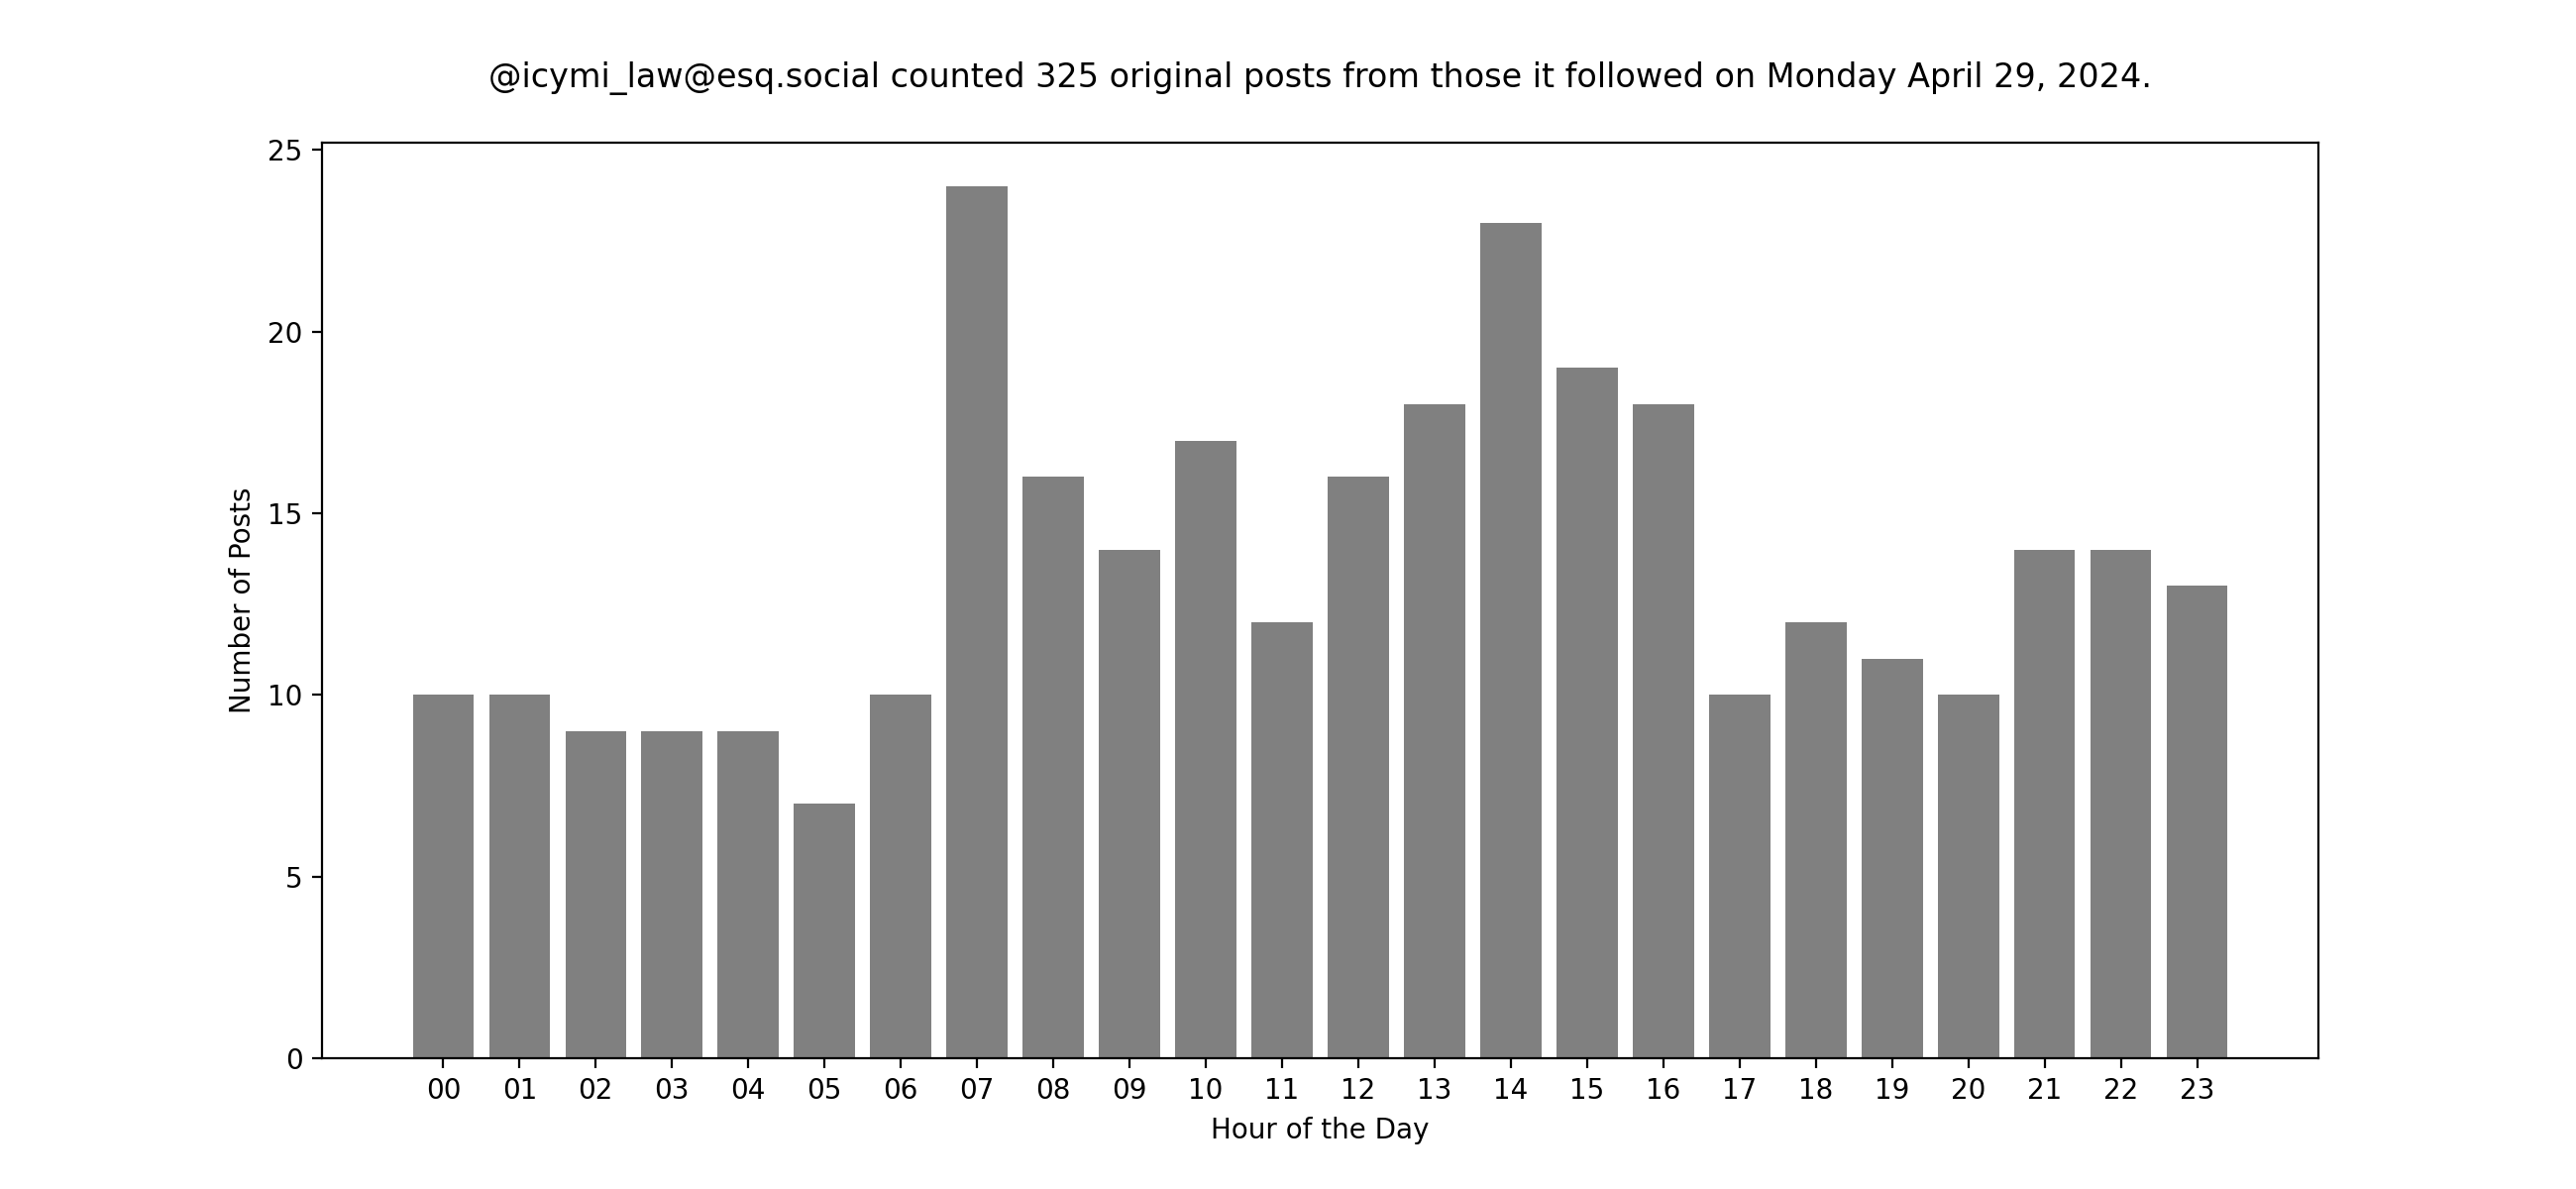 @icymi_law@esq.social counted 325 original posts from those it followed on Monday April 29, 2024.
25
20
15
10
5
0
Number of Posts
00 01 02 03 04 05 06 07 08 09 10 11 12 13 14 15 16 17 18 19 20 21 22 23
Hour of the Day